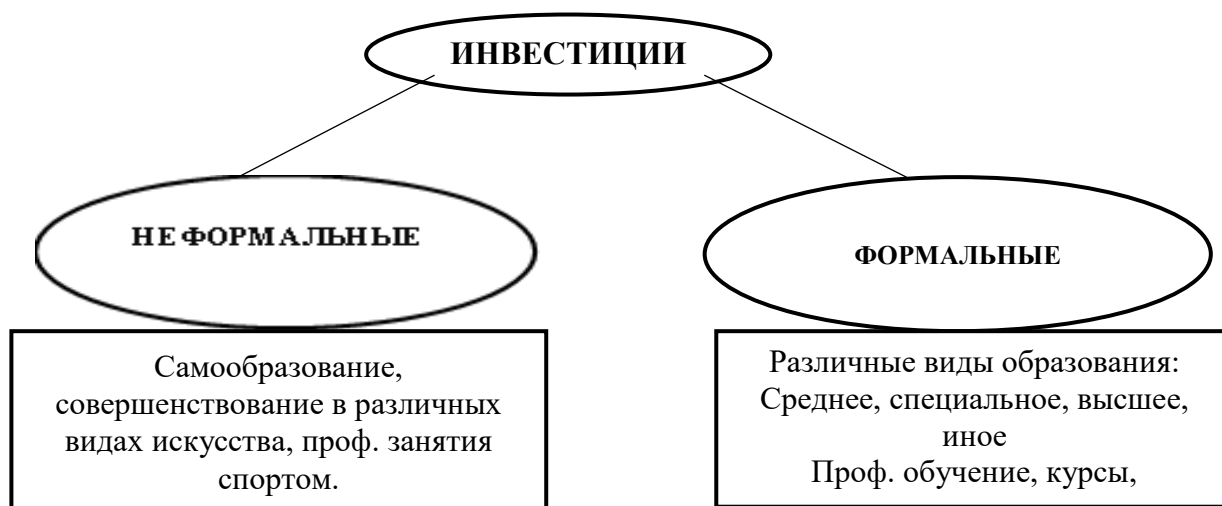 ИНВЕСТИЦИИ
НЕФОРМАЛЬНЫЕ
ФОРМАЛЬНЫЕ
Самообразование,
совершенствование в различных
видах искусства, проф. занятия
спортом.
Различные виды образования:
Среднее, специальное, высшее,
иное
Проф. обучение, курсы,